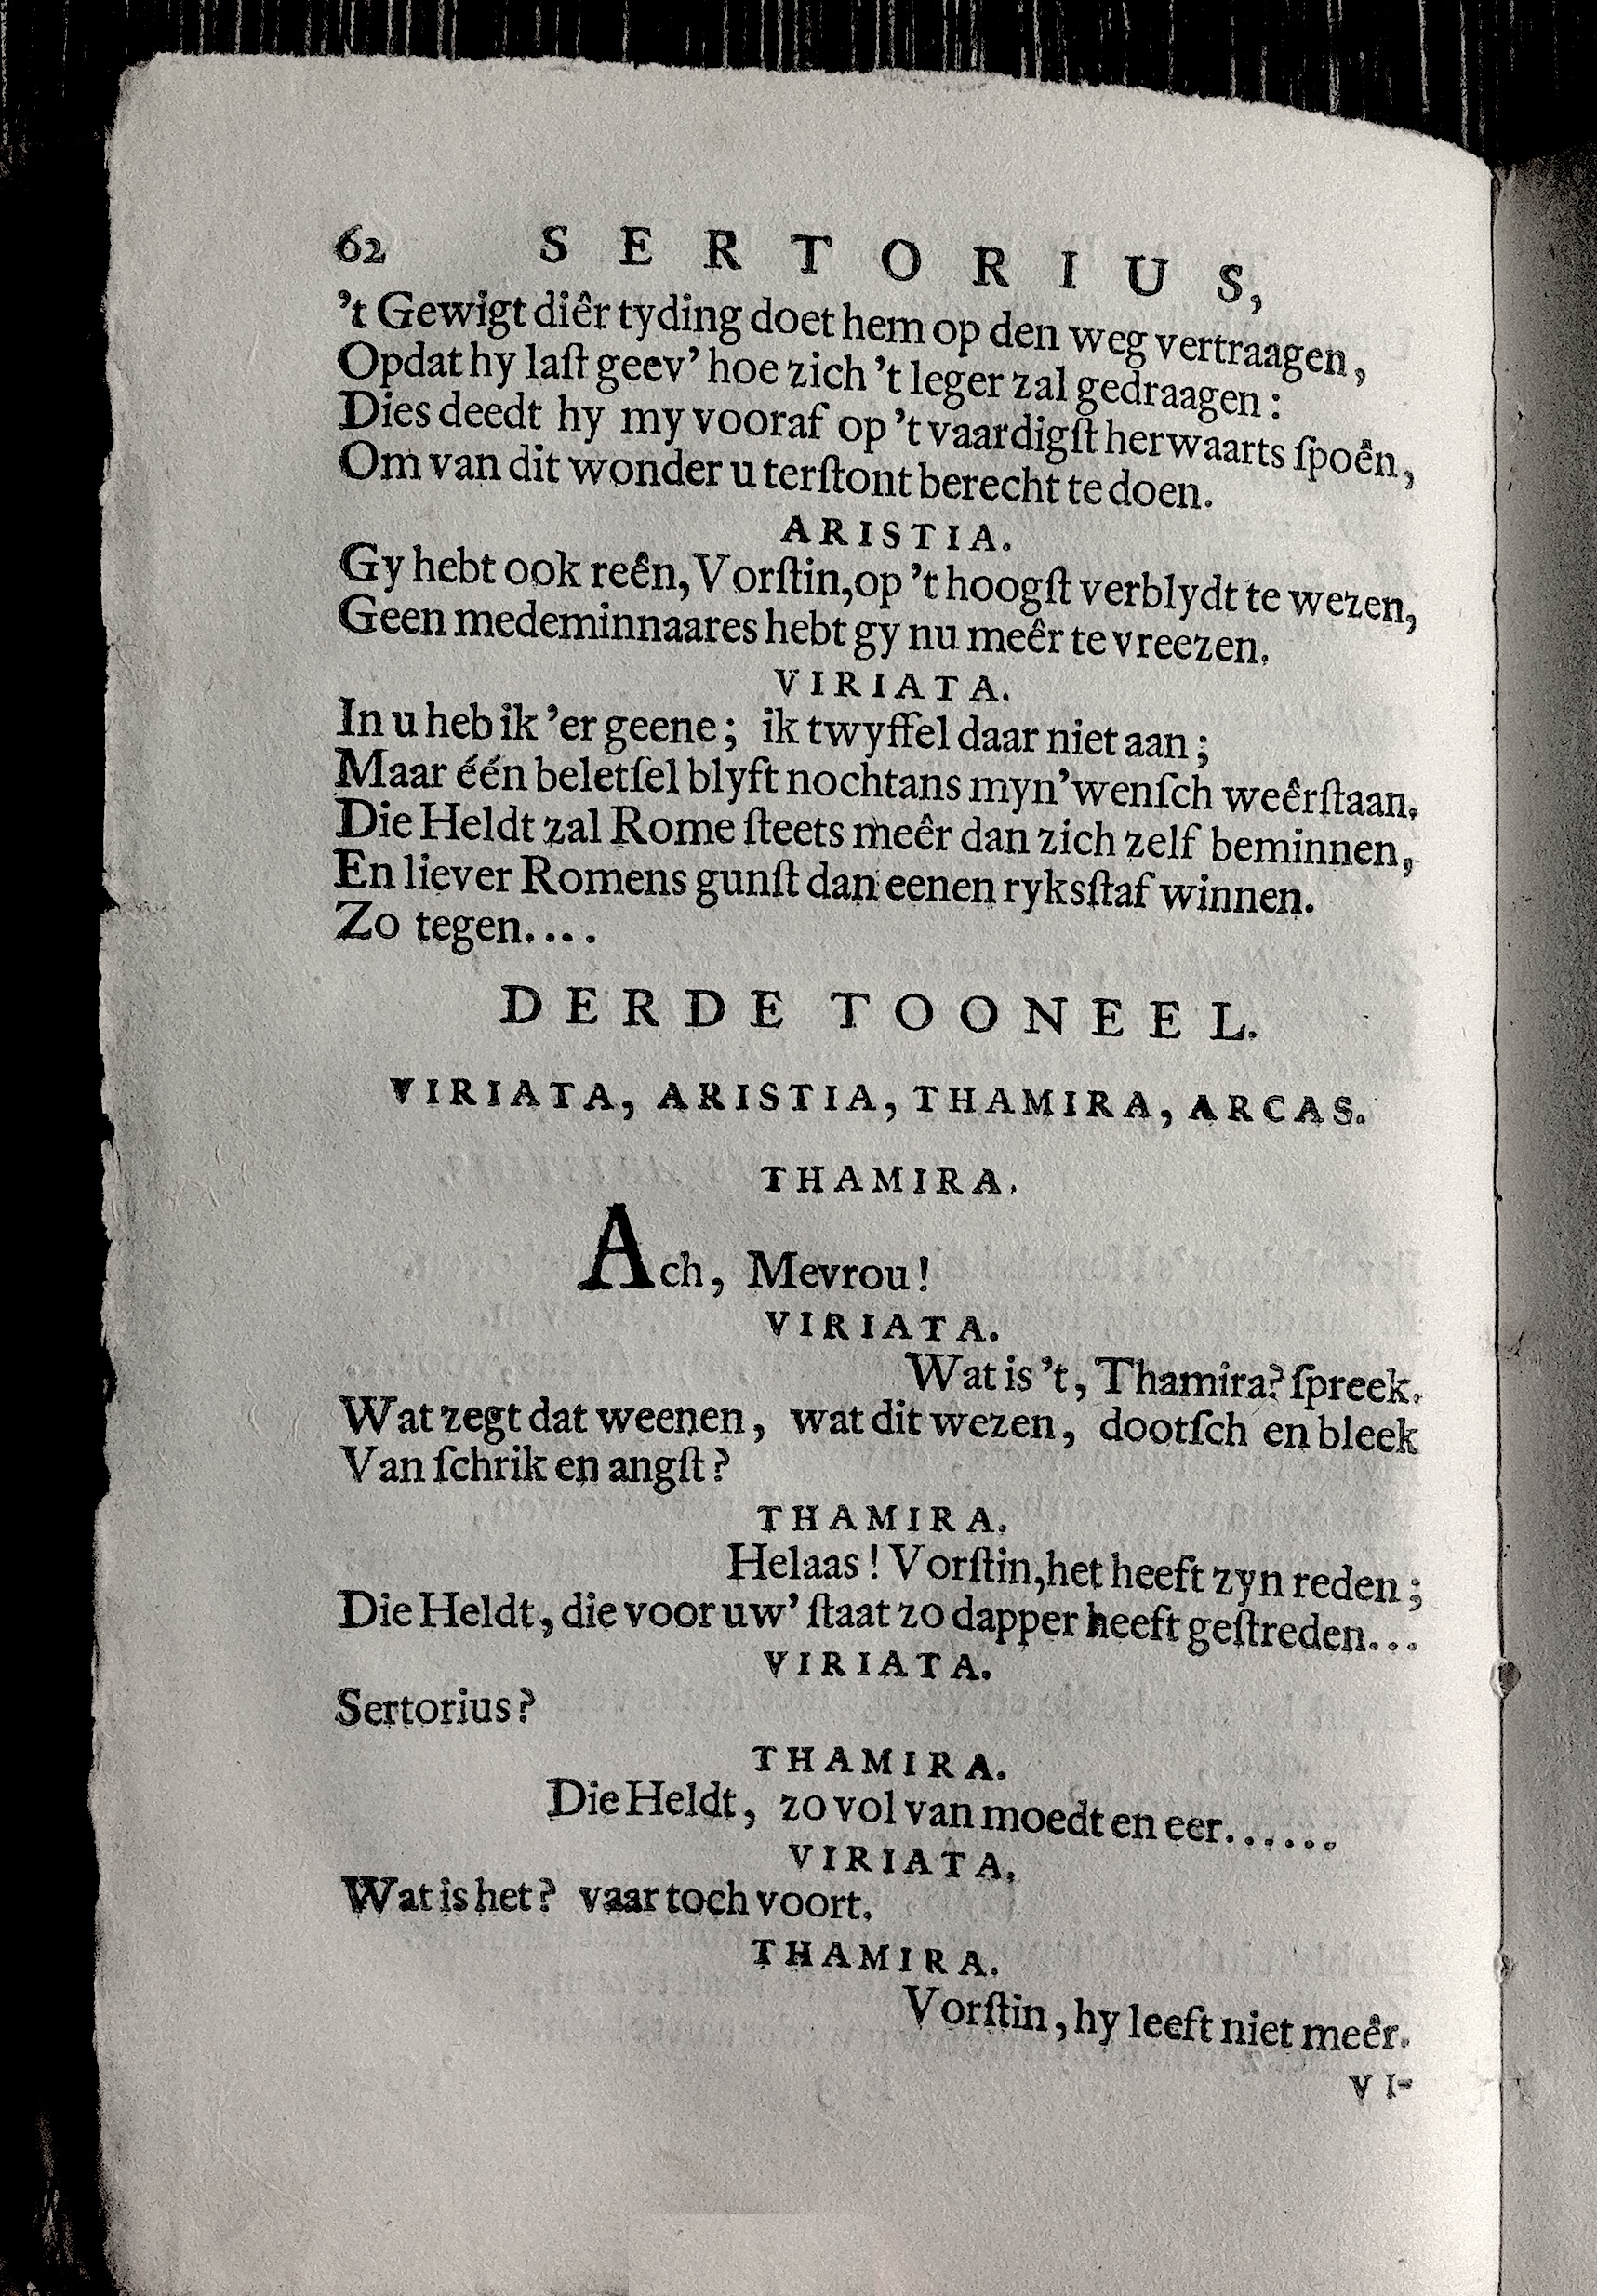 62 SERTORIUS,
't Gewigt diêr tyding doet hem op den weg vertraagen,
Opdat hy laſt geev' hoe zich 't leger zal gedraagen:
Dies deedt hy my vooraf op 't vaardigſt herwaarts ſpoên,
Om van dit wonder u terſtont berecht te doen.
ARISTIA.
Gy hebt ook reên, Vorſtin, op 't hoogſt verblydt te wezen,
Geen medeminnaares hebt gy nu meêr te vreezen.
VIRIATA.
In u heb ik 'er geene; ik twyffel daar niet aan;
Maar één beletſel blyft nochtans myn' wenſch weêrſtaan.
Die Heldt zal Rome ſteets meêr dan zich zelf beminnen,
En liever Romens gunſt dan eenen ryksſtaf winnen.
Zo tegen....
DERDE TOONEEL.
VIRIATA, ARISTIA, THAMIRA, ARCAS.
THAMIRA.
Ach, Mevrou!
VIRIATA.
Wat is 't, Thamira? ſpreek.
Wat zegt dat weenen, wat dit wezen, dootſch en bleek
Van ſchrik en angſt?
THAMIRA.
Helaas! Vorſtin, het heeft zyn reden;
Die Heldt, die voor uw' ſtaat zo dapper heeft geſtreden...
VIRIATA.
Sertorius?
THAMIRA.
Die Heldt, zo vol van moedt en eer......
VIRIATA.
Wat is het? vaar toch voort.
THAMIRA.
Vorſtin, hy leeft niet meêr.
VI-